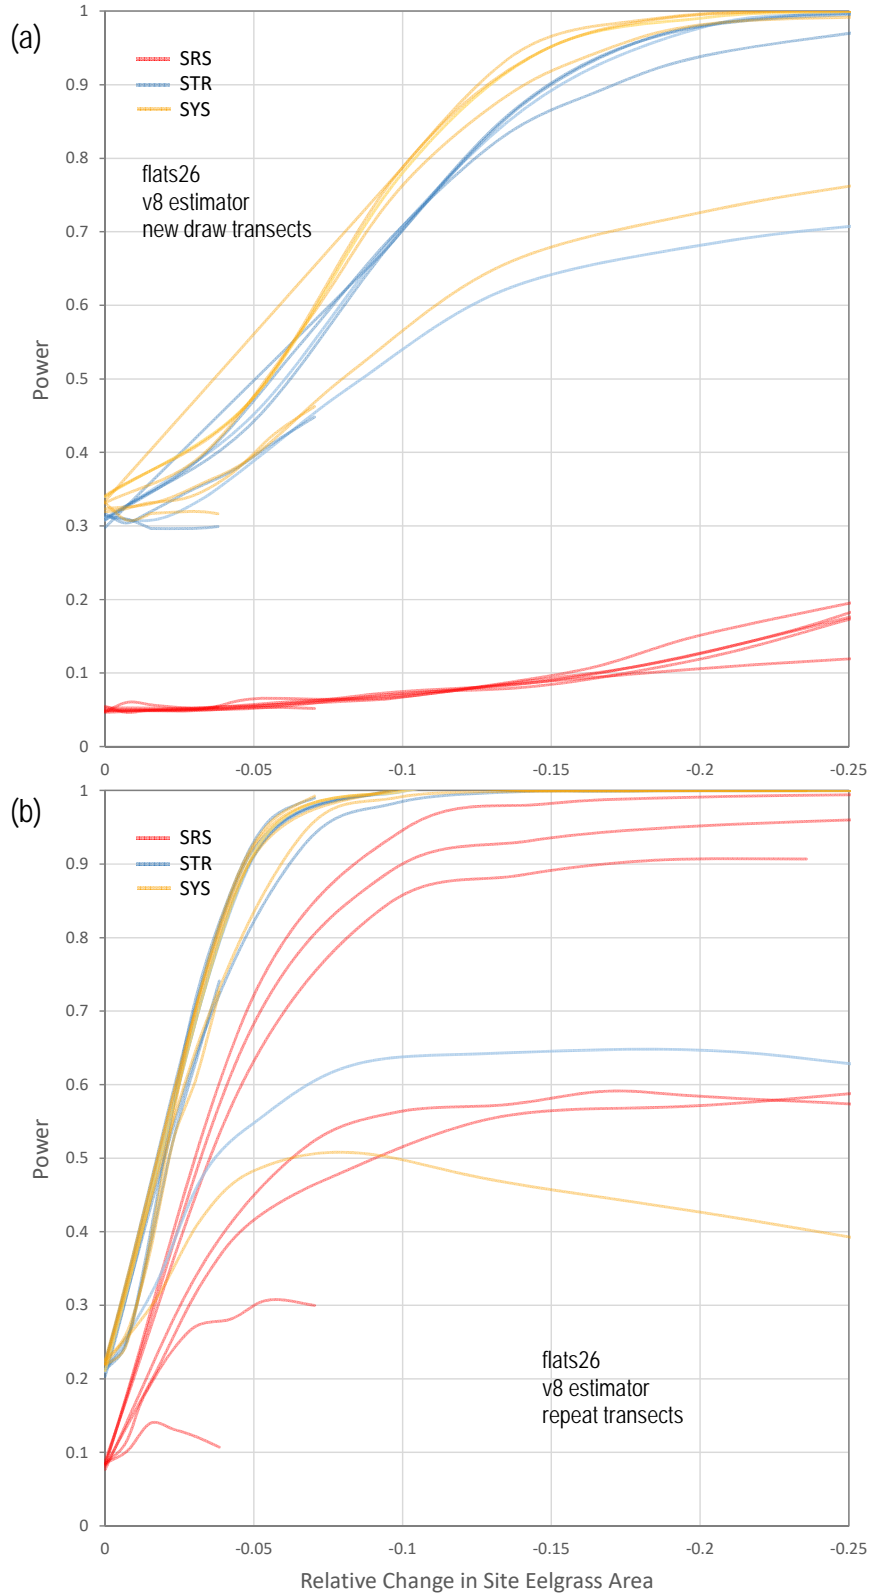 (a)
1
0.9
0.8
0.7
0.6
0.5
0.4
0.3
0.2
0.1
0
Power
SRS
STR
SYS
flats26
v8 estimator
new draw transects
0 -0.05 -0.1 -0.15 -0.2 -0.25
(b)
1
0.9
0.8
0.7
0.6
0.5
0.4
0.3
0.2
0.1
0
Power
SRS
STR
SYS
flats26
v8 estimator
repeat transects
0 -0.05 -0.1 -0.15 -0.2 -0.25
Relative Change in Site Eelgrass Area